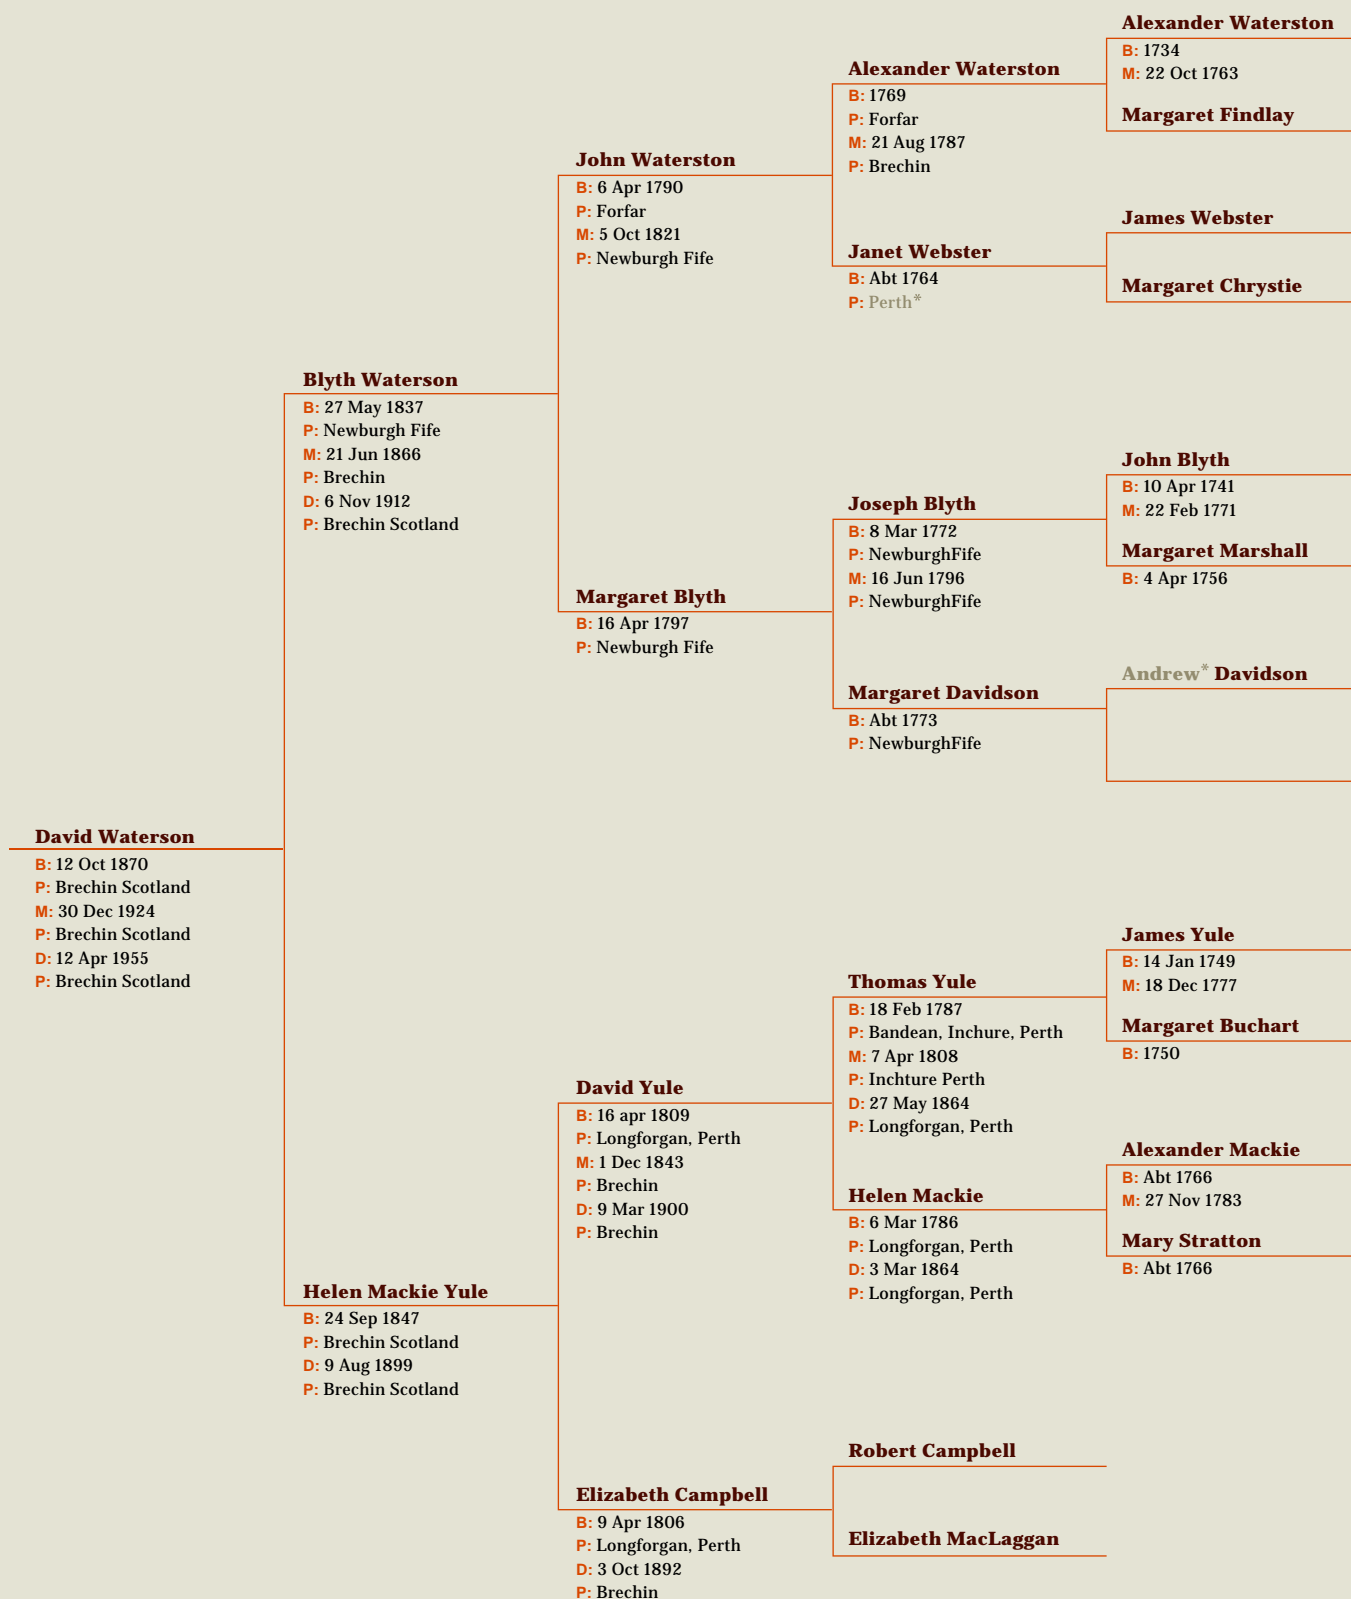 David Waterson
B: 12 Oct 1870
P: Brechin Scotland
M: 30 Dec 1924
P: Brechin Scotland
D: 12 Apr 1955
P: Brechin Scotland
Blyth Waterson
B: 27 May 1837
P: Newburgh Fife
M: 21 Jun 1866
P: Brechin
D: 6 Nov 1912
P: Brechin Scotland
Helen Mackie Yule
B: 24 Sep 1847
P: Brechin Scotland
D: 9 Aug 1899
P: Brechin Scotland
John Waterston
B: 6 Apr 1790
P: Forfar
M: 5 Oct 1821
P: Newburgh Fife
Margaret Blyth
B: 16 Apr 1797
P: Newburgh Fife
David Yule
B: 16 apr 1809
P: Longforgan, Perth
M: 1 Dec 1843
P: Brechin
D: 9 Mar 1900
P: Brechin
Elizabeth Campbell
B: 9 Apr 1806
P: Longforgan, Perth
D: 3 Oct 1892
P: Brechin
Alexander Waterston
B: 1769
P: Forfar
M: 21 Aug 1787
P: Brechin
Janet Webster
B: Abt 1764
P: Perth*
Joseph Blyth
B: 8 Mar 1772
P: NewburghFife
M: 16 Jun 1796
P: NewburghFife
Margaret Davidson
B: Abt 1773
P: NewburghFife
Thomas Yule
B: 18 Feb 1787
P: Bandean, Inchure, Perth
M: 7 Apr 1808
P: Inchture Perth
D: 27 May 1864
P: Longforgan, Perth
Helen Mackie
B: 6 Mar 1786
P: Longforgan, Perth
D: 3 Mar 1864
P: Longforgan, Perth
Robert Campbell
Elizabeth MacLaggan
Alexander Waterston
B: 1734
M: 22 Oct 1763
Margaret Findlay
James Webster
Margaret Chrystie
John Blyth
B: 10 Apr 1741
M: 22 Feb 1771
Margaret Marshall
B: 4 Apr 1756
Andrew* Davidson
James Yule
B: 14 Jan 1749
M: 18 Dec 1777
Margaret Buchart
B: 1750
Alexander Mackie
B: Abt 1766
M: 27 Nov 1783
Mary Stratton
B: Abt 1766